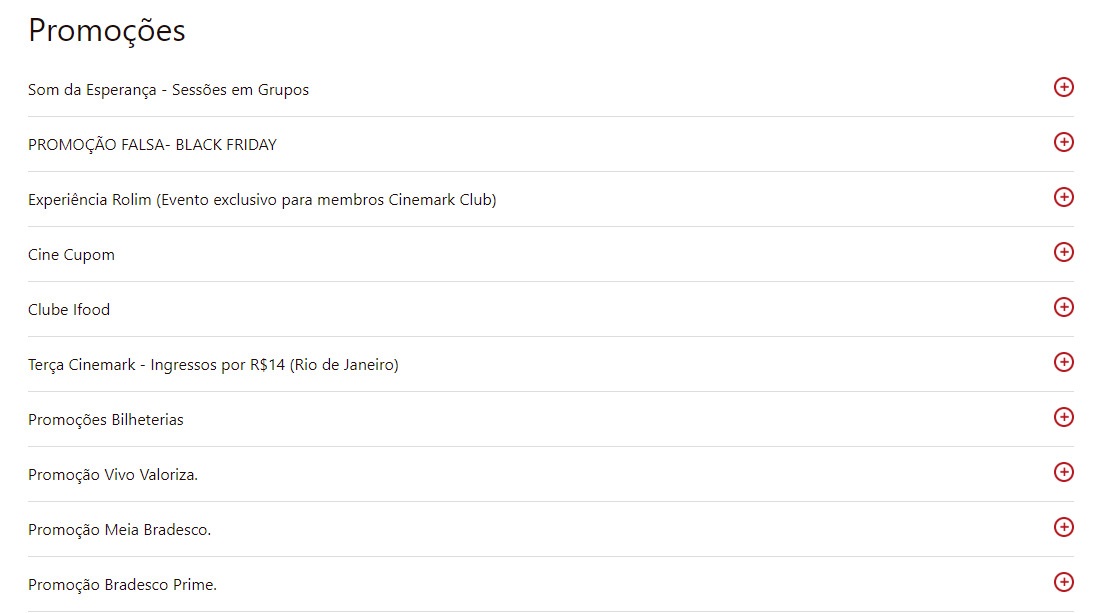 Promoções
Som da Esperança - Sessões em Grupos
PROMOÇÃO FALSA- BLACK FRIDAY
Experiência Rolim (Evento exclusivo para membros Cinemark Club)
Cine Cupom
Clube Ifood
Terça Cinemark - Ingressos por R$14 (Rio de Janeiro)
Promoções Bilheterias
Promoção Vivo Valoriza.
Promoção Meia Bradesco.
Promoção Bradesco Prime.